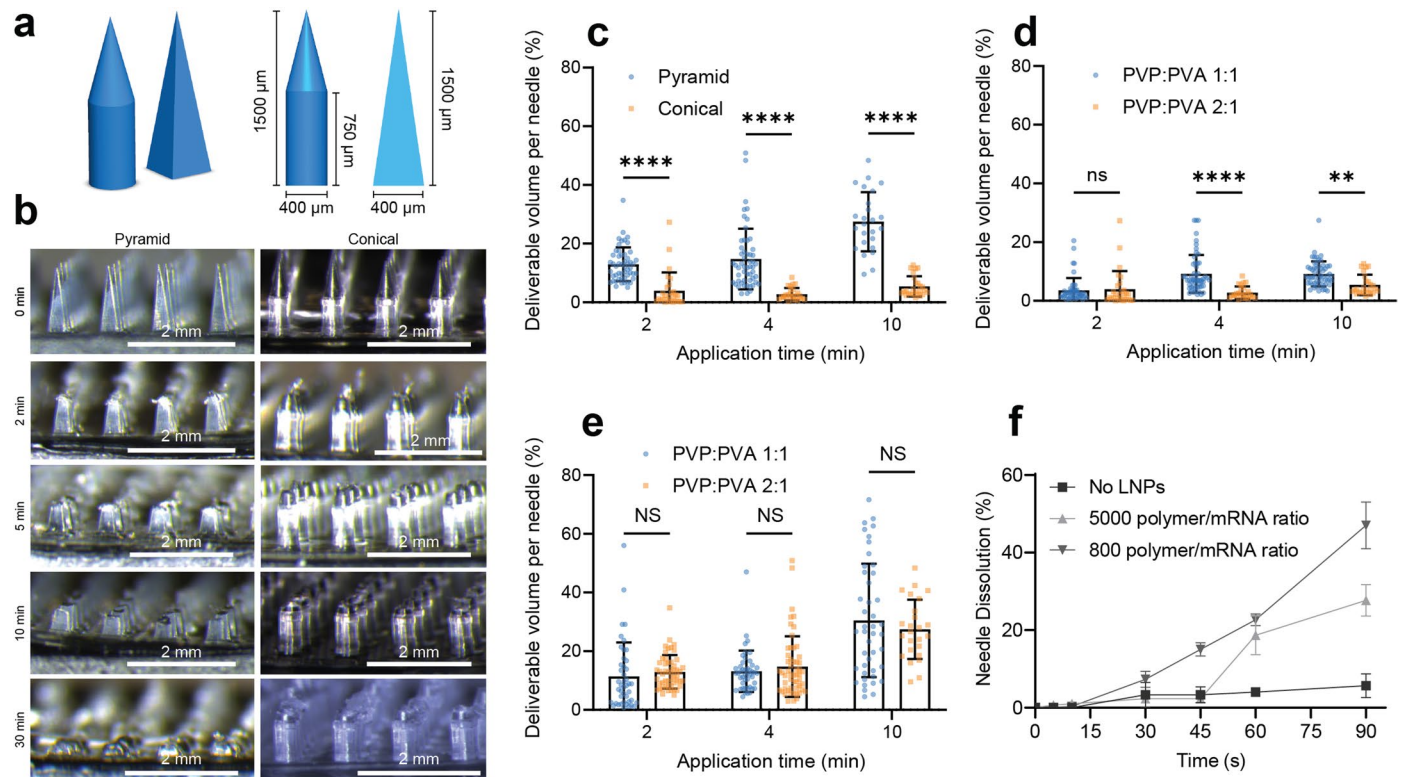 a
1500 µm
750 µm
400 µm
400 µm
1500 µm
b
Pyramid
Conical
0 min
2 mm
2 mm
2 min
2 mm
2 mm
5 min
2 mm
2 mm
10 min
2 mm
2 mm
30 min
2 mm
2 mm
c
Deliverable volume per needle (%)
80
60
40
20
0
Pyramid
Conical
****
****
****
2
4
10
Application time (min)
d
Deliverable volume per needle (%)
80
60
40
20
0
PVP:PVA 1:1
PVP:PVA 2:1
ns
****
**
2
4
10
Application time (min)
e
Deliverable volume per needle (%)
80
60
40
20
0
PVP:PVA 1:1
PVP:PVA 2:1
NS
NS
NS
2
4
10
Application time (min)
f
Needle Dissolution (%)
60
40
20
0
No LNPs
5000 polymer/mRNA ratio
800 polymer/mRNA ratio
0
15
30
45
60
75
90
Time (s)